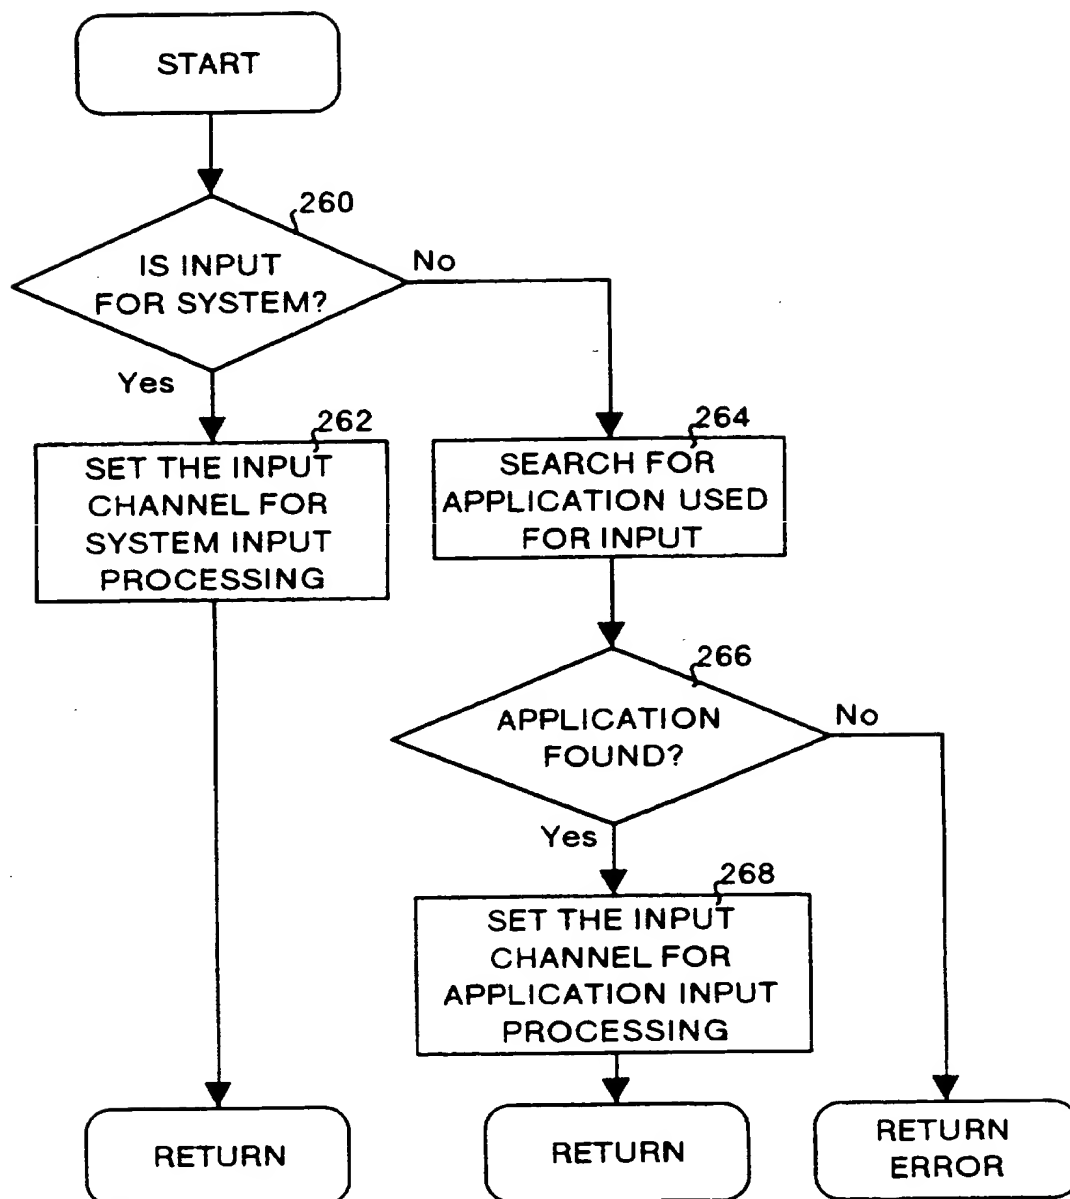 START
260
IS INPUT
FOR SYSTEM?
No
Yes
262
SET THE INPUT
CHANNEL FOR
SYSTEM INPUT
PROCESSING
264
SEARCH FOR
APPLICATION USED
FOR INPUT
266
APPLICATION
FOUND?
No
Yes
268
SET THE INPUT
CHANNEL FOR
APPLICATION INPUT
PROCESSING
RETURN
RETURN
RETURN
ERROR